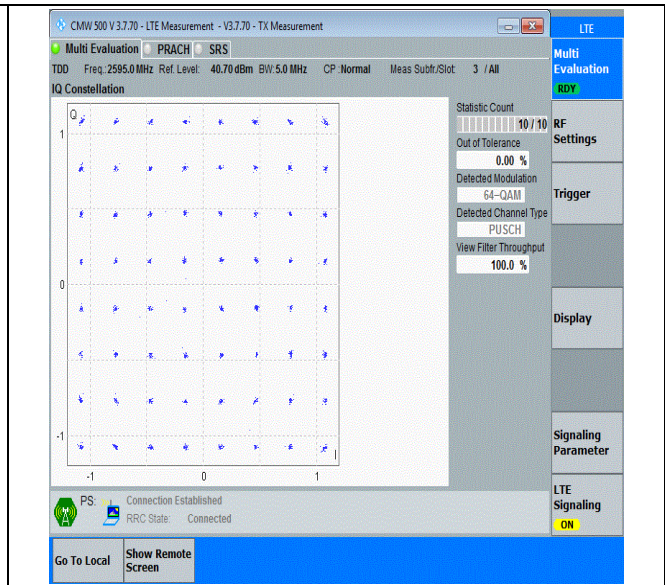 CMW 500 V 3.7.70 - LTE Measurement - V3.7.70 - TX Measurement
LTE
Multi Evaluation PRACH SRS
TDD Freq.:2595.0 MHz Ref. Level: 40.70 dBm BW:5.0 MHz CP :Normal Meas Subfr./Slot: 3 / All
IQ Constellation
Q
1
0
-1
I
-1 0 1
Statistic Count
10 / 10
Out of Tolerance
0.00 %
Detected Modulation
64-QAM
Detected Channel Type
PUSCH
View Filter Throughput
100.0 %
Multi
Evaluation
RDY
RF
Settings
Trigger
Display
Signaling
Parameter
LTE
Signaling
ON
PS: Connection Established
RRC State: Connected
Go To Local
Show Remote
Screen